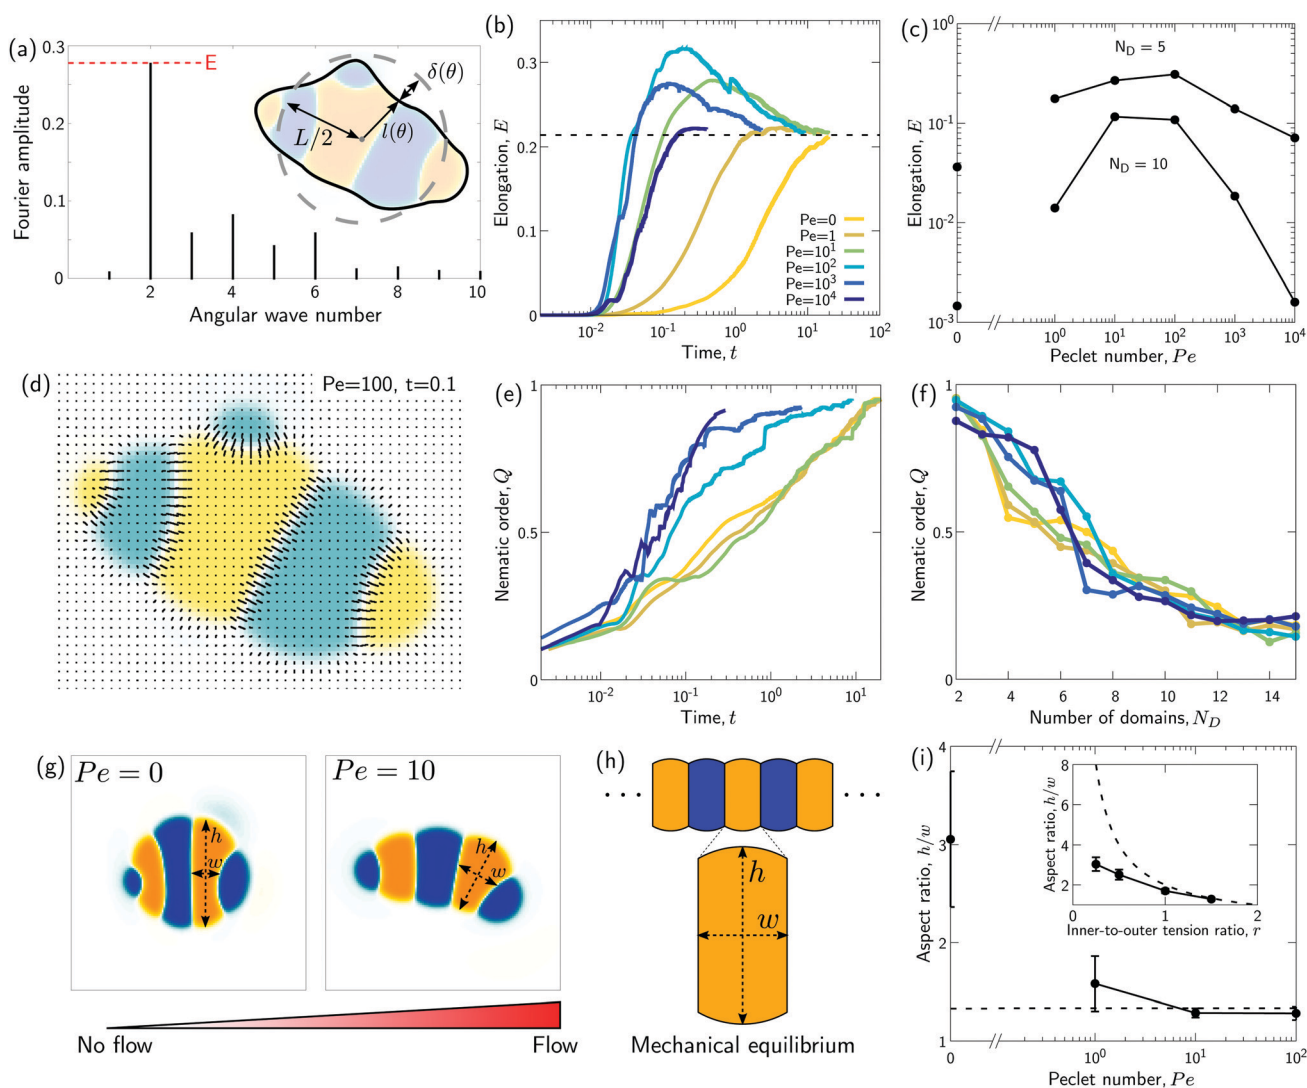 (a)
Fourier amplitude
0.3
0.2
0.1
0
E
L/2
l(θ)
δ(θ)
2
4
6
8
10
Angular wave number
(b)
Elongation, E
0.3
0.2
0.1
0
Pe=0
Pe=1
Pe=10¹
Pe=10²
Pe=10³
Pe=10⁴
10⁻² 10⁻¹ 10⁰ 10¹ 10²
Time, t
(c)
Elongation, E
10⁰
10⁻¹
10⁻²
10⁻³
N_D = 5
N_D = 10
0 10⁰ 10¹ 10² 10³ 10⁴
Peclet number, Pe
(d)
Pe=100, t=0.1
(e)
Nematic order, Q
1
0.5
0
10⁻² 10⁻¹ 10⁰ 10¹
Time, t
(f)
Nematic order, Q
1
0.5
0
2 4 6 8 10 12 14
Number of domains, N_D
(g)
Pe = 0
h
w
Pe = 10
h
w
No flow
Flow
(h)
h
w
Mechanical equilibrium
(i)
Aspect ratio, h/w
4
3
2
1
Aspect ratio, h/w
8
6
4
2
0 1 2
Inner-to-outer tension ratio, r
0 10⁰ 10¹ 10²
Peclet number, Pe